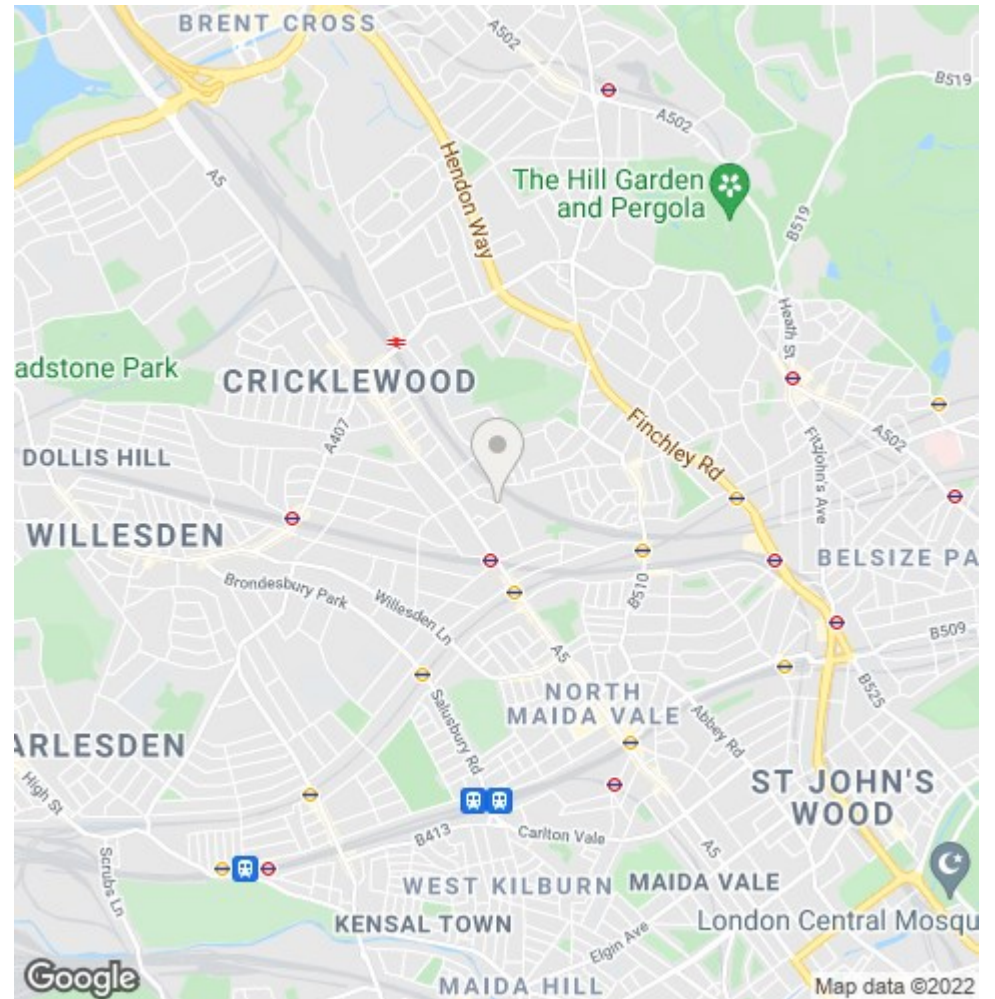 BRENT CROSS
A502
B519
A502
A5
Hendon Way
The Hill Garden
and Pergola
B519
Heath St
adstone Park
CRICKLEWOOD
A407
Finchley Rd
Fitzjohn's Ave
A502
DOLLIS HILL
WILLESDEN
BELSIZE PA
Brondesbury Park
Willesden Ln
B510
B509
A5
B525
NORTH
MAIDA VALE
Abbey Rd
Salusbury Rd
ARLESDEN
High St
ST JOHN'S
WOOD
B413
Carlton Vale
A5
Scrubs Ln
WEST KILBURN
MAIDA VALE
KENSAL TOWN
London Central Mosqu
Elgin Ave
MAIDA HILL
Google
Map data ©2022